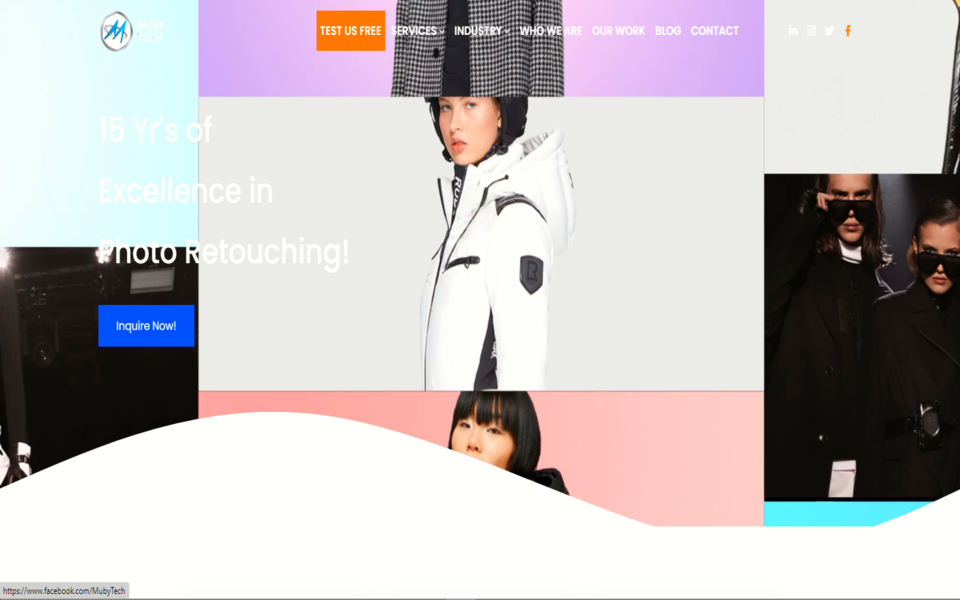 MUBY
TECH
TEST US FREE
SERVICES
INDUSTRY
WHO WE ARE
OUR WORK
BLOG
CONTACT
15 Yr's of
Excellence in
Photo Retouching!
Inquire Now!
https://www.facebook.com/MubyTech